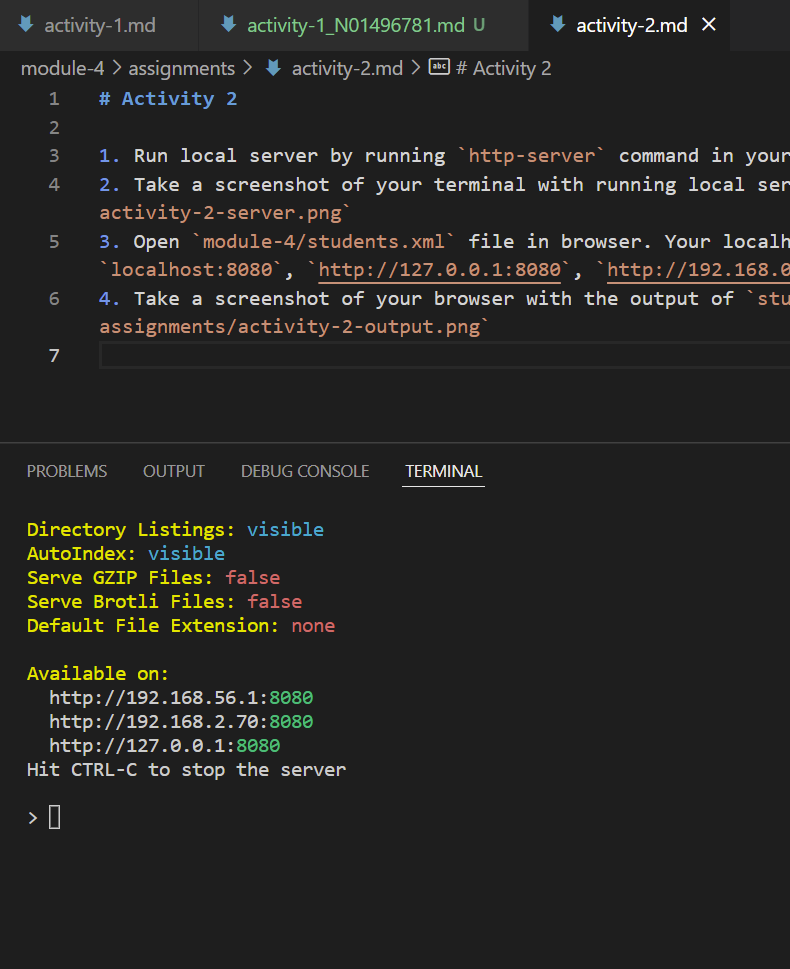 activity-1.md activity-1_N01496781.md U activity-2.md ×
module-4 > assignments > activity-2.md > # Activity 2
1 # Activity 2
2
3 1. Run local server by running `http-server` command in your
4 2. Take a screenshot of your terminal with running local ser
activity-2-server.png`
5 3. Open `module-4/students.xml` file in browser. Your localh
`localhost:8080`, `http://127.0.0.1:8080`, `http://192.168.0
6 4. Take a screenshot of your browser with the output of `stu
assignments/activity-2-output.png`
7
PROBLEMS OUTPUT DEBUG CONSOLE TERMINAL
Directory Listings: visible
AutoIndex: visible
Serve GZIP Files: false
Serve Brotli Files: false
Default File Extension: none
Available on:
http://192.168.56.1:8080
http://192.168.2.70:8080
http://127.0.0.1:8080
Hit CTRL-C to stop the server
>